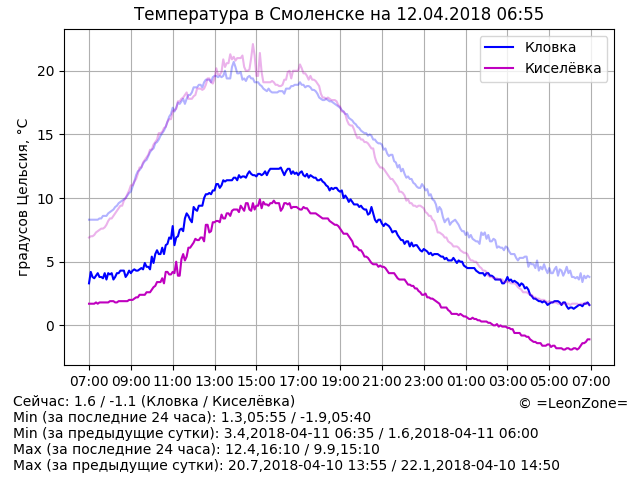 Температура в Смоленске на 12.04.2018 06:55
Кловка
Киселёвка
градусов Цельсия, °C
20
15
10
5
0
07:00 09:00 11:00 13:00 15:00 17:00 19:00 21:00 23:00 01:00 03:00 05:00 07:00
Сейчас: 1.6 / -1.1 (Кловка / Киселёвка)
© =LeonZone=
Min (за последние 24 часа): 1.3,05:55 / -1.9,05:40
Min (за предыдущие сутки): 3.4,2018-04-11 06:35 / 1.6,2018-04-11 06:00
Max (за последние 24 часа): 12.4,16:10 / 9.9,15:10
Max (за предыдущие сутки): 20.7,2018-04-10 13:55 / 22.1,2018-04-10 14:50